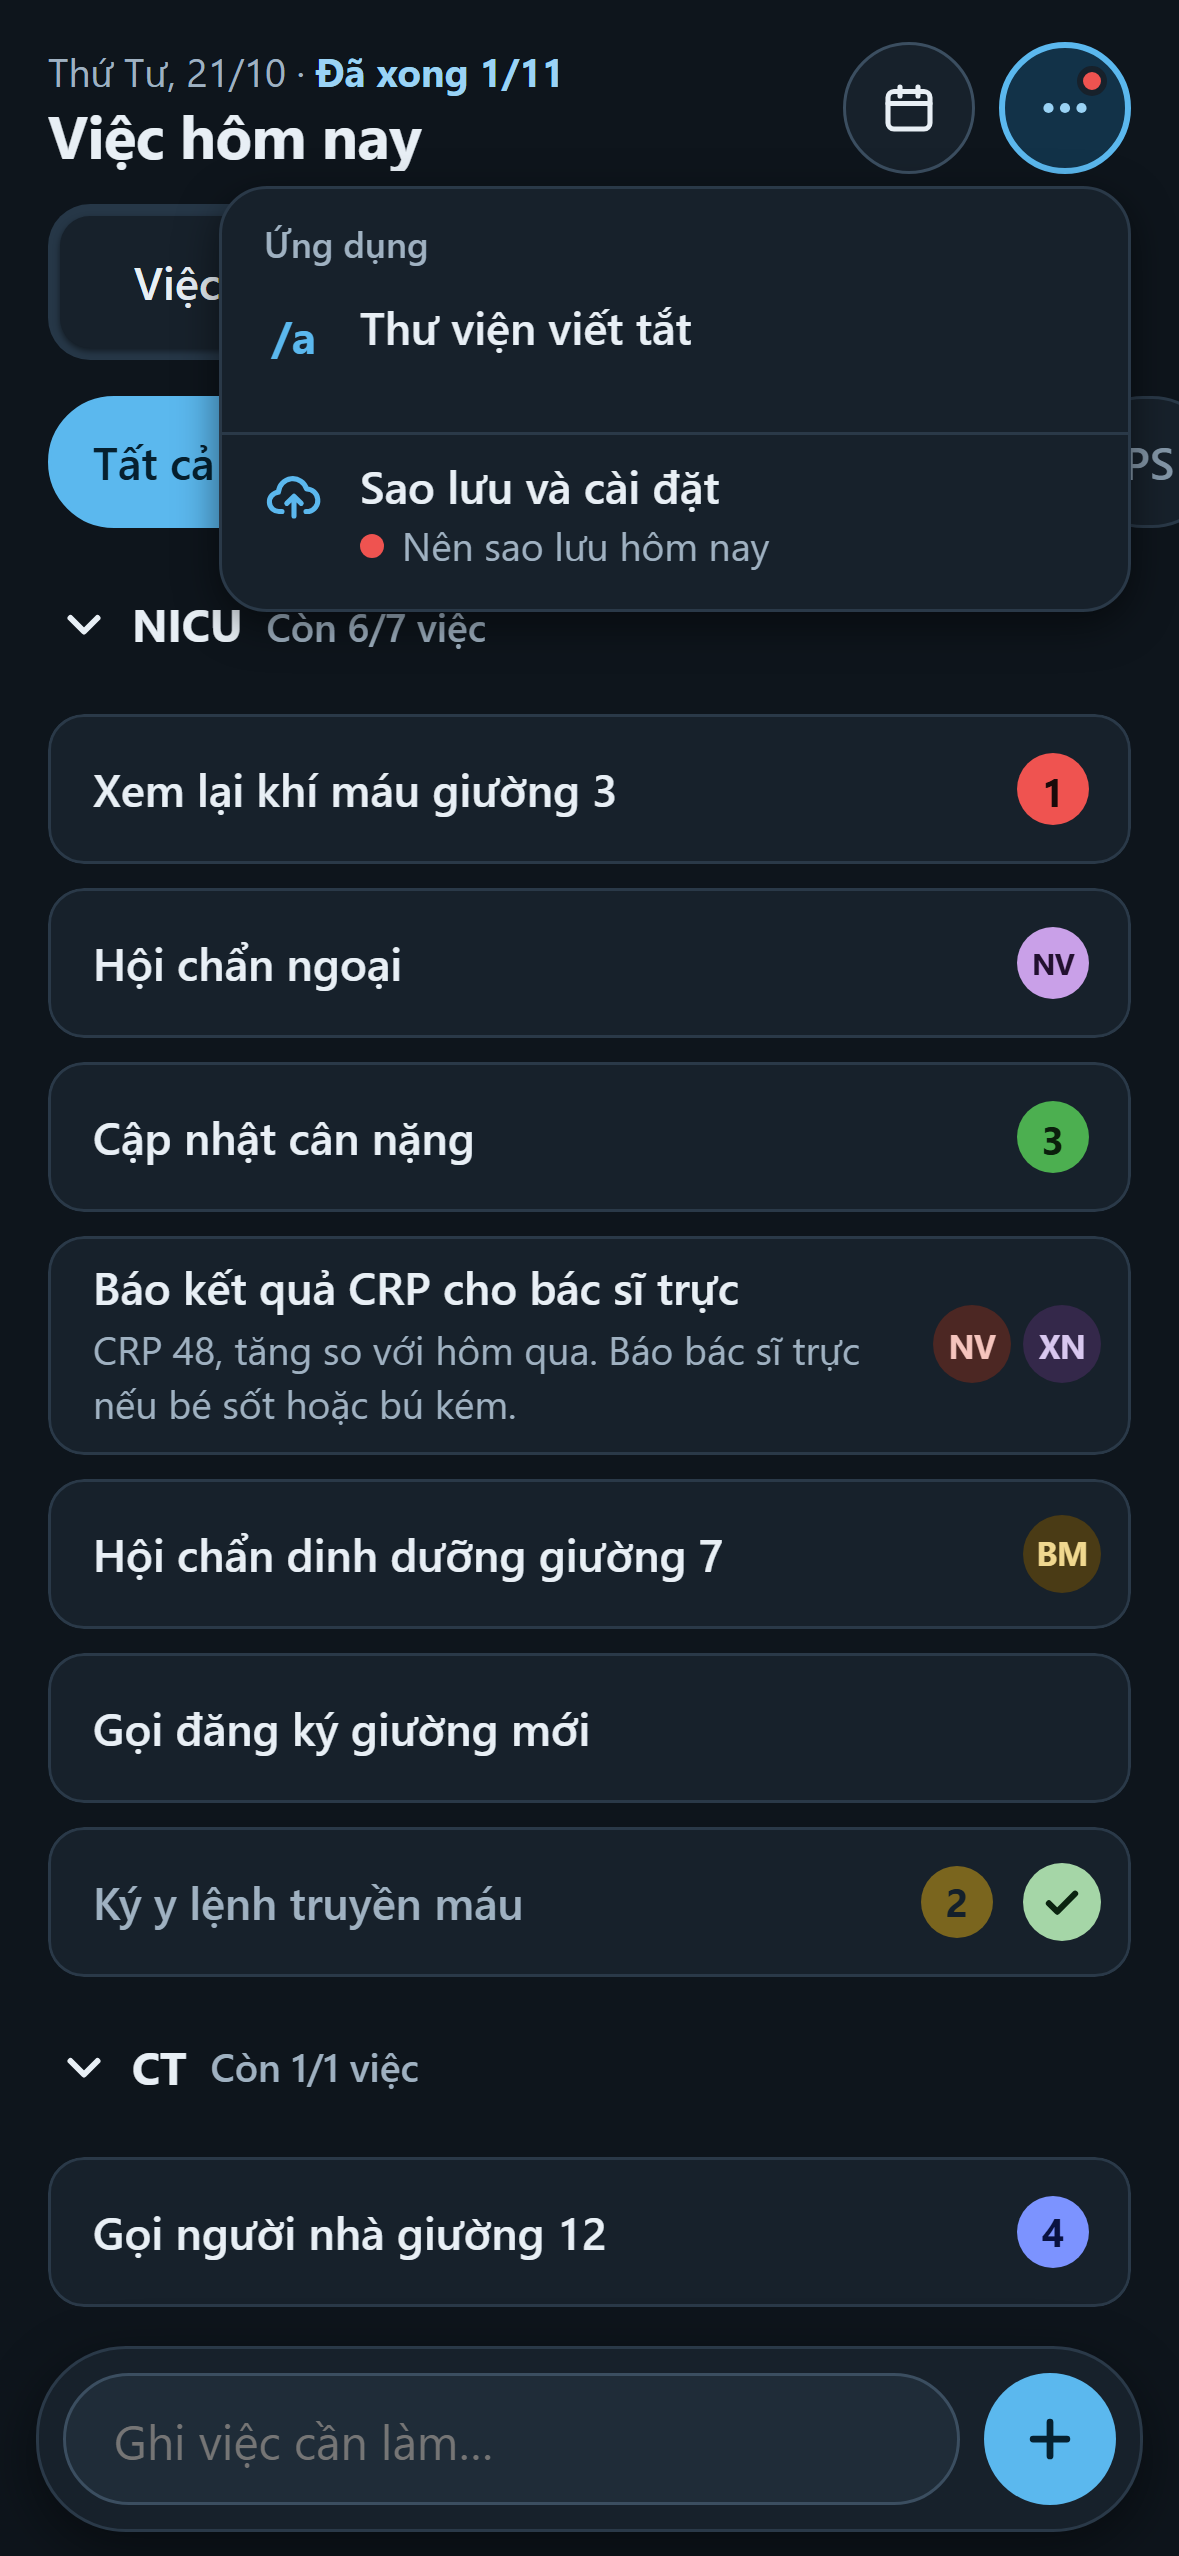 Thứ Tư, 21/10 · Đã xong 1/11
Việc hôm nay
Việc
Ứng dụng
/a Thư viện viết tắt
Tất cả
PS
Sao lưu và cài đặt
Nên sao lưu hôm nay
NICU Còn 6/7 việc
Xem lại khí máu giường 3 1
Hội chẩn ngoại NV
Cập nhật cân nặng 3
Báo kết quả CRP cho bác sĩ trực
CRP 48, tăng so với hôm qua. Báo bác sĩ trực
nếu bé sốt hoặc bú kém.
NV XN
Hội chẩn dinh dưỡng giường 7 BM
Gọi đăng ký giường mới
Ký y lệnh truyền máu 2
CT Còn 1/1 việc
Gọi người nhà giường 12 4
Ghi việc cần làm...